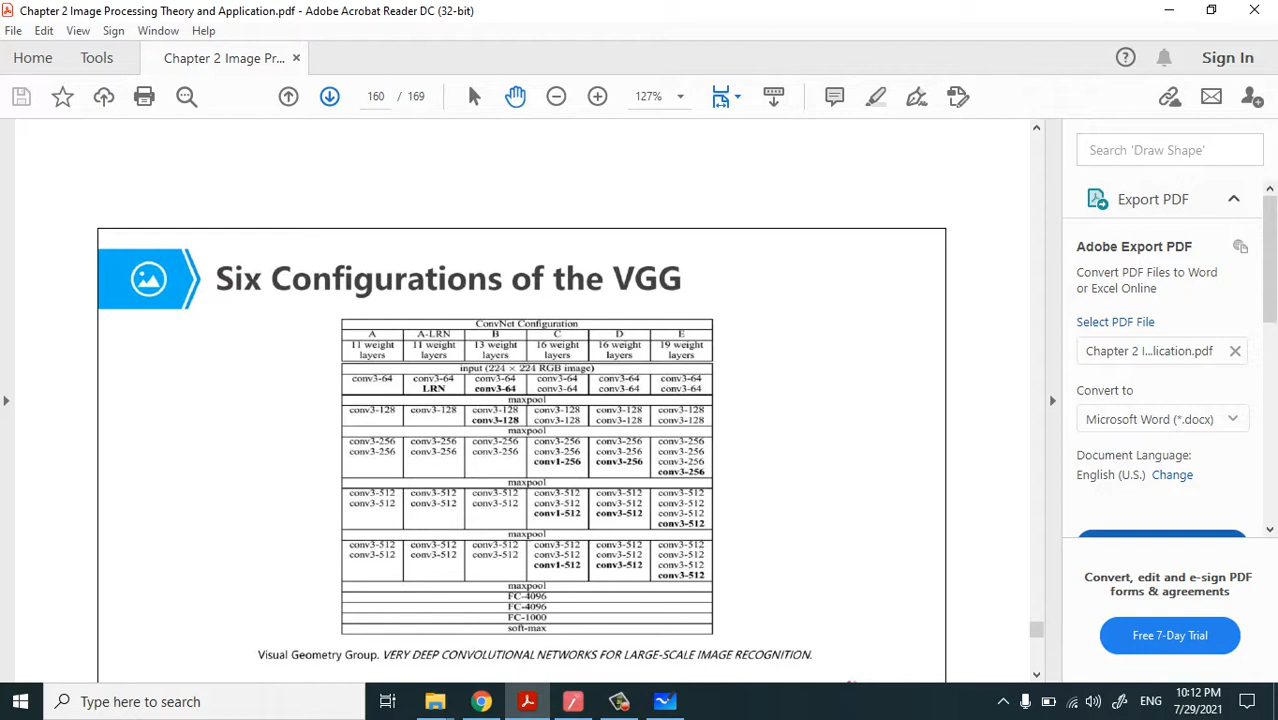 Chapter 2 Image Processing Theory and Application.pdf - Adobe Acrobat Reader DC (32-bit)
File Edit View Sign Window Help
Home Tools Chapter 2 Image Pr... × Sign In
160 / 169 127%
Search 'Draw Shape'
Export PDF
Adobe Export PDF
Convert PDF Files to Word
or Excel Online
Select PDF File
Chapter 2 I...lication.pdf
Convert to
Microsoft Word (*.docx)
Document Language:
English (U.S.) Change
Convert, edit and e-sign PDF
forms & agreements
Free 7-Day Trial
Six Configurations of the VGG
ConvNet Configuration
A A-LRN B C D E
11 weight 11 weight 13 weight 16 weight 16 weight 19 weight
layers layers layers layers layers layers
input (224 × 224 RGB image)
conv3-64 conv3-64 conv3-64 conv3-64 conv3-64 conv3-64
LRN conv3-64 conv3-64 conv3-64 conv3-64
maxpool
conv3-128 conv3-128 conv3-128 conv3-128 conv3-128 conv3-128
conv3-128 conv3-128 conv3-128 conv3-128
maxpool
conv3-256 conv3-256 conv3-256 conv3-256 conv3-256 conv3-256
conv3-256 conv3-256 conv3-256 conv3-256 conv3-256 conv3-256
conv1-256 conv3-256 conv3-256
conv3-256
maxpool
conv3-512 conv3-512 conv3-512 conv3-512 conv3-512 conv3-512
conv3-512 conv3-512 conv3-512 conv3-512 conv3-512 conv3-512
conv1-512 conv3-512 conv3-512
conv3-512
maxpool
conv3-512 conv3-512 conv3-512 conv3-512 conv3-512 conv3-512
conv3-512 conv3-512 conv3-512 conv3-512 conv3-512 conv3-512
conv1-512 conv3-512 conv3-512
conv3-512
maxpool
FC-4096
FC-4096
FC-1000
soft-max
Visual Geometry Group. VERY DEEP CONVOLUTIONAL NETWORKS FOR LARGE-SCALE IMAGE RECOGNITION.
Type here to search
ENG
10:12 PM
7/29/2021